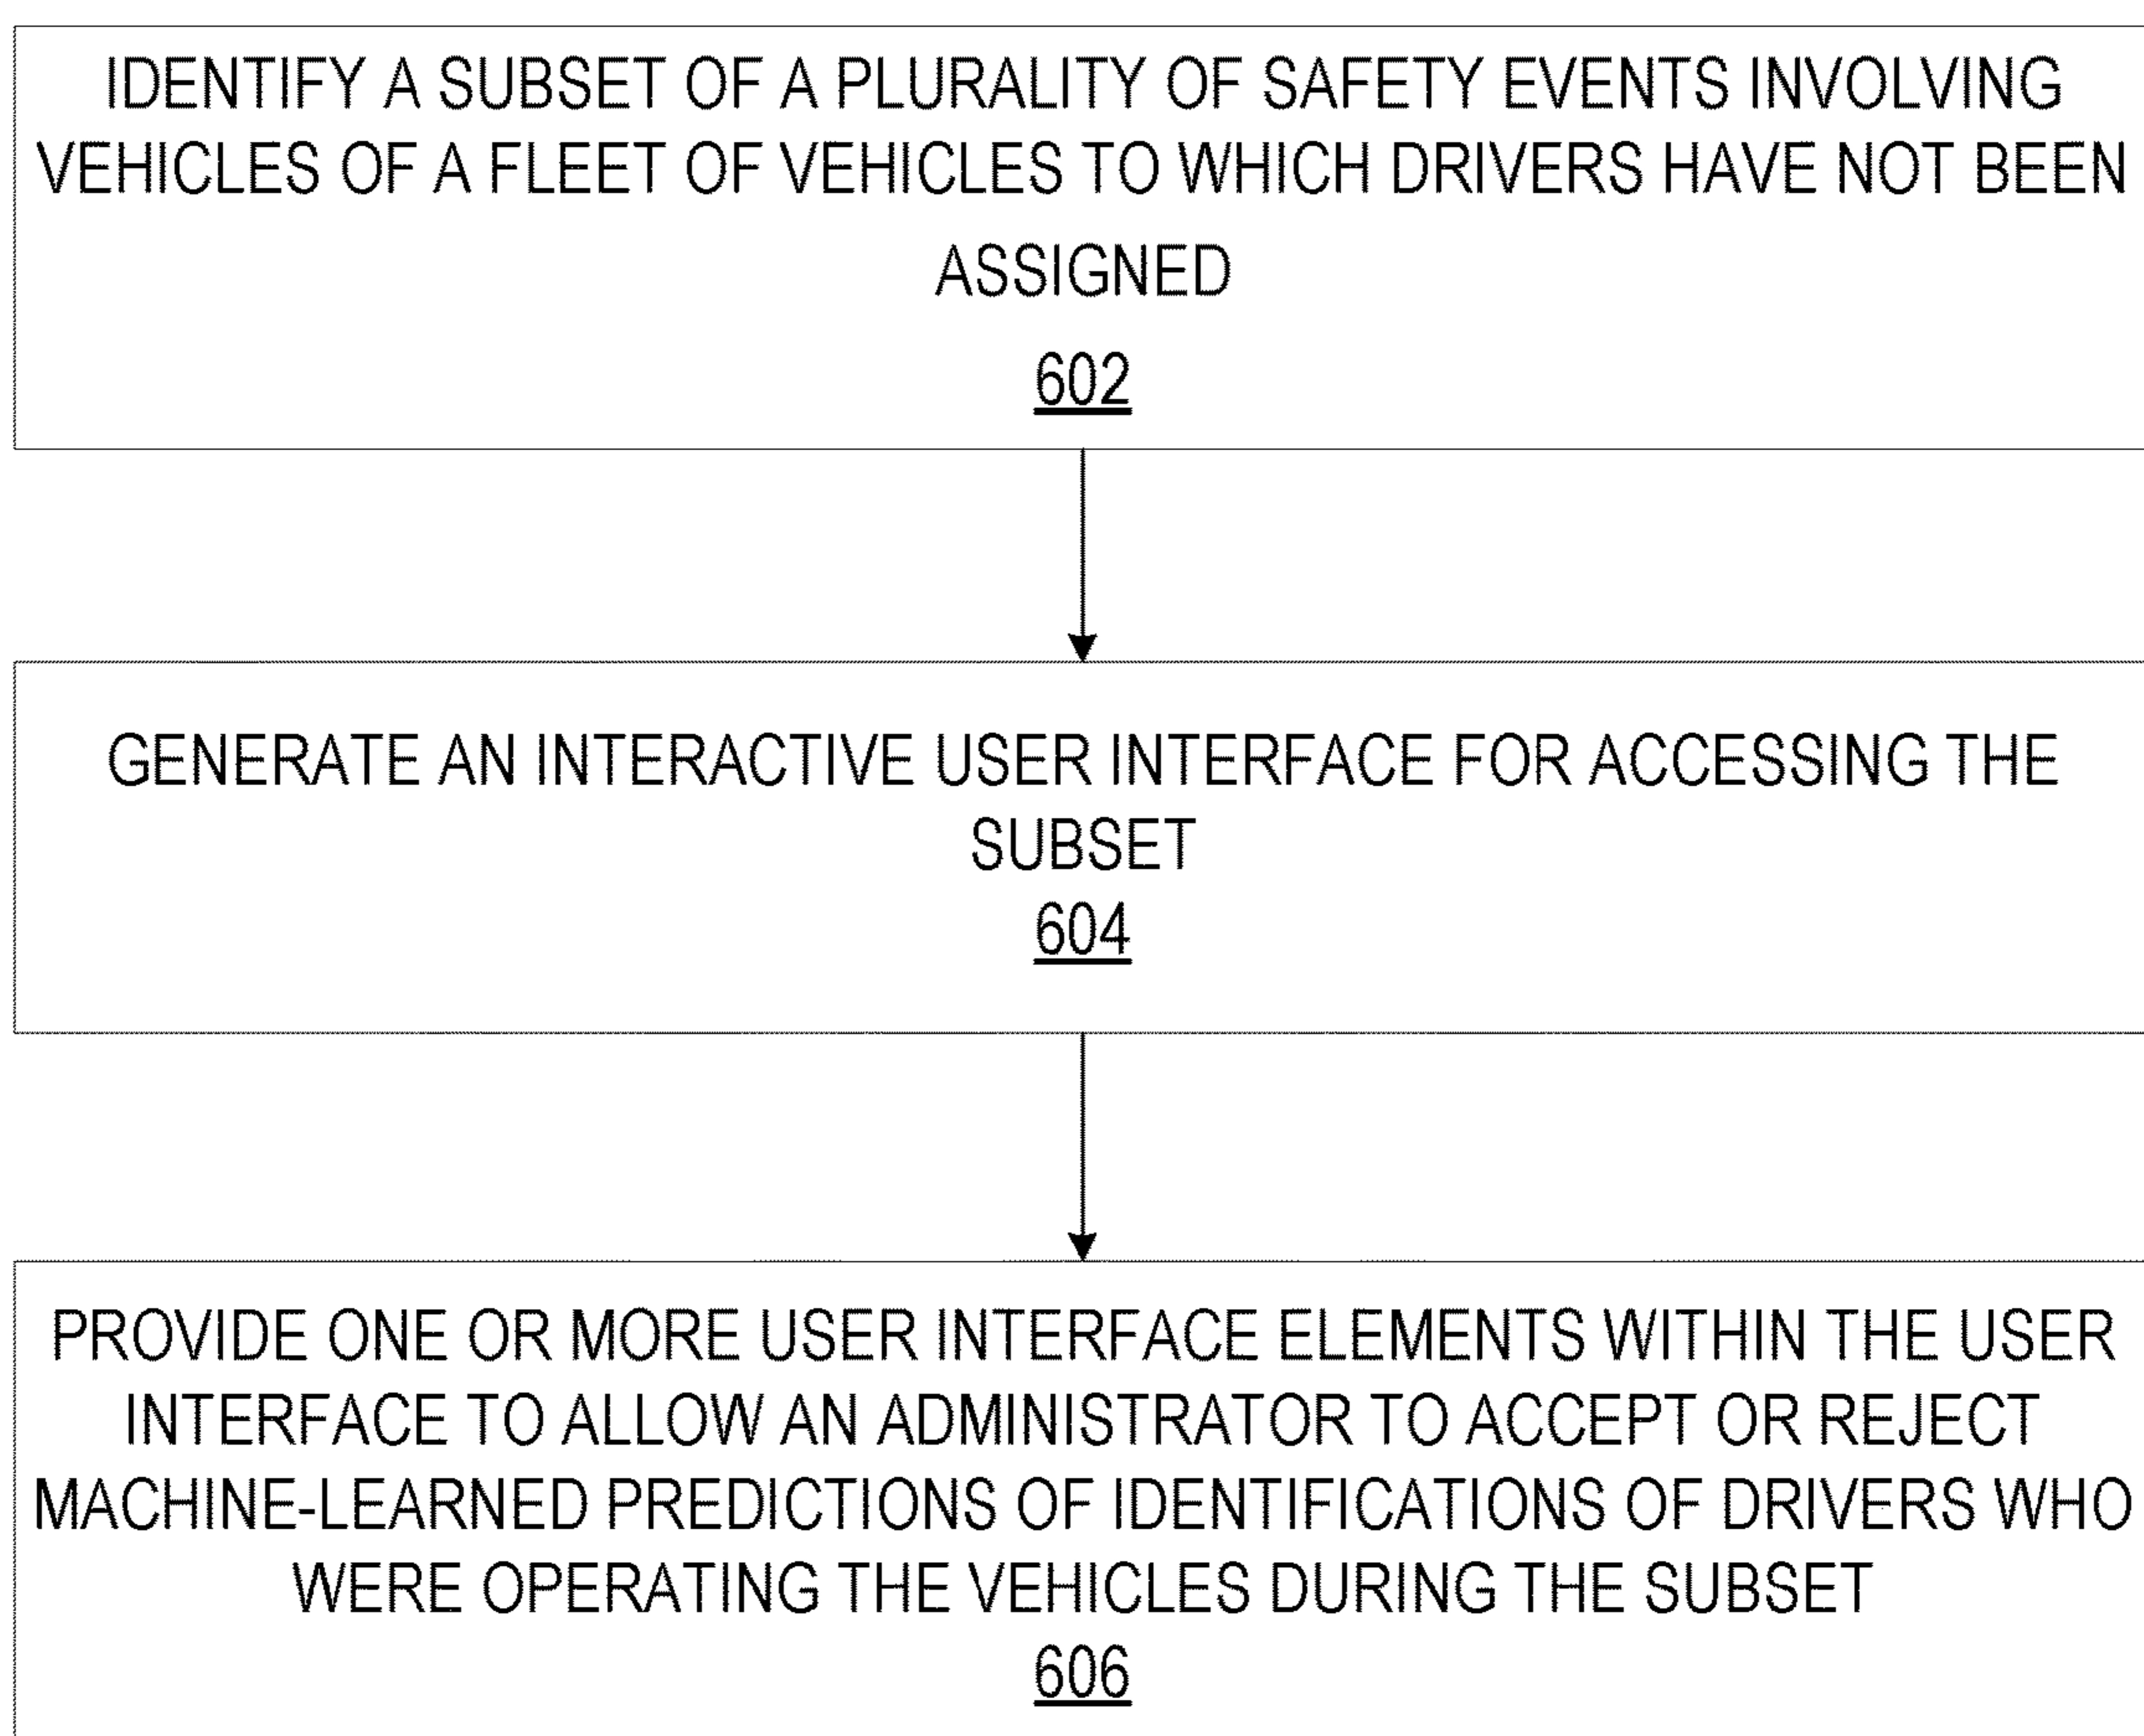 IDENTIFY A SUBSET OF A PLURALITY OF SAFETY EVENTS INVOLVING
VEHICLES OF A FLEET OF VEHICLES TO WHICH DRIVERS HAVE NOT BEEN
ASSIGNED
602
GENERATE AN INTERACTIVE USER INTERFACE FOR ACCESSING THE
SUBSET
604
PROVIDE ONE OR MORE USER INTERFACE ELEMENTS WITHIN THE USER
INTERFACE TO ALLOW AN ADMINISTRATOR TO ACCEPT OR REJECT
MACHINE-LEARNED PREDICTIONS OF IDENTIFICATIONS OF DRIVERS WHO
WERE OPERATING THE VEHICLES DURING THE SUBSET
606